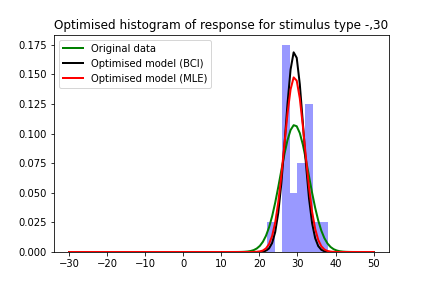 Optimised histogram of response for stimulus type -,30
Original data
Optimised model (BCI)
Optimised model (MLE)
0.175
0.150
0.125
0.100
0.075
0.050
0.025
0.000
−30 −20 −10 0 10 20 30 40 50